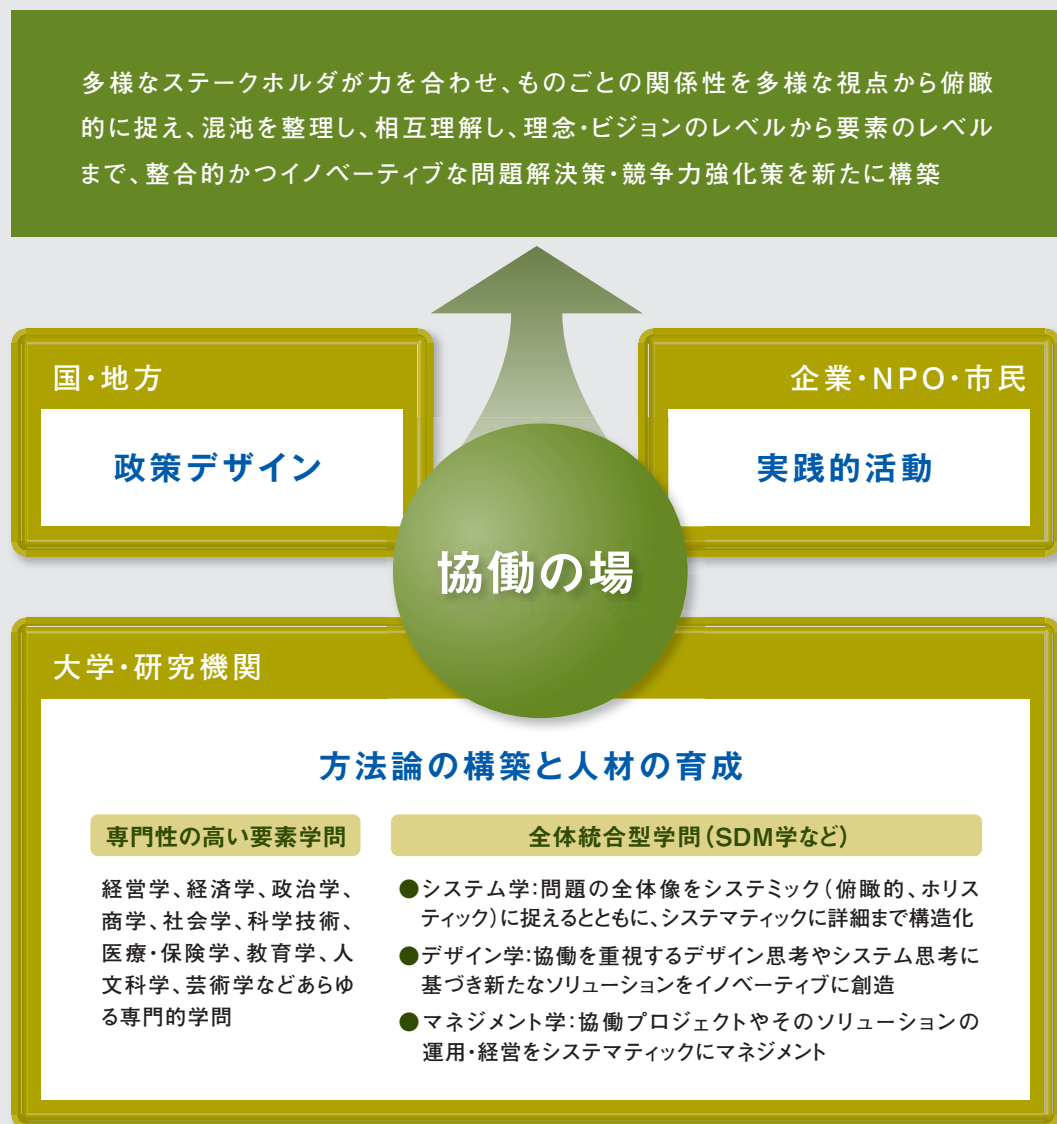 多様なステークホルダが力を合わせ、ものごとの関係性を多様な視点から俯瞰
的に捉え、混沌を整理し、相互理解し、理念・ビジョンのレベルから要素のレベル
まで、整合的かつイノベーティブな問題解決策・競争力強化策を新たに構築
国・地方
政策デザイン
企業・NPO・市民
実践的活動
協働の場
大学・研究機関
方法論の構築と人材の育成
専門性の高い要素学問
経営学、経済学、政治学、
商学、社会学、科学技術、
医療・保険学、教育学、人
文科学、芸術学などあらゆ
る専門的学問
全体統合型学問（SDM学など）
●システム学：問題の全体像をシステミック（俯瞰的、ホリス
ティック）に捉えるとともに、システマティックに詳細まで構造化
●デザイン学：協働を重視するデザイン思考やシステム思考に
基づき新たなソリューションをイノベーティブに創造
●マネジメント学：協働プロジェクトやそのソリューションの
運用・経営をシステマティックにマネジメント